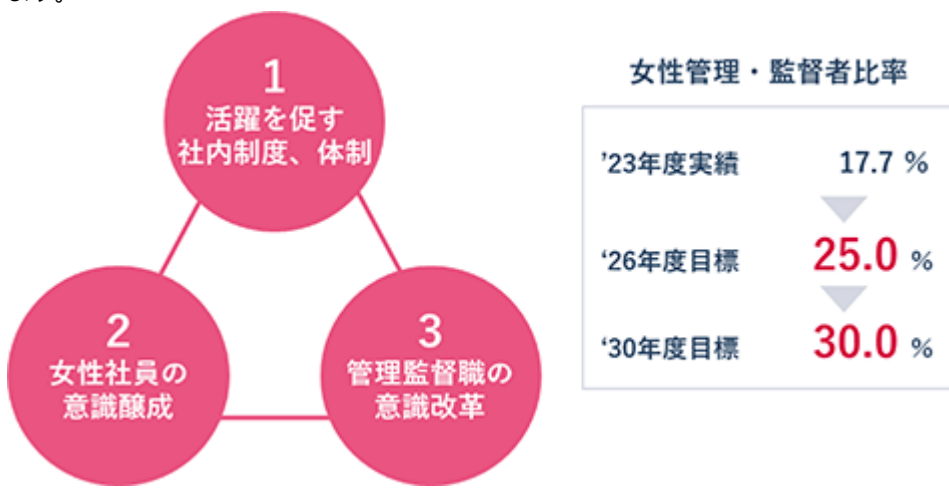 1
活躍を促す
社内制度、体制
2
女性社員の
意識醸成
3
管理監督職の
意識改革
女性管理・監督者比率
’23年度実績 17.7 %
‘26年度目標 25.0 %
‘30年度目標 30.0 %